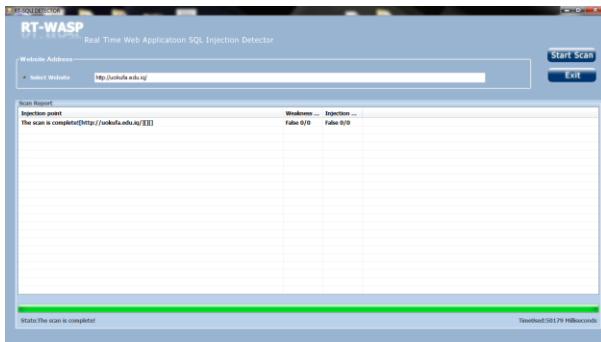 RT-SQLI DETECTOR
RT-WASP
Real Time Web Applicatoon SQL Injection Detector
Website Address
Select Website
http://uokufa.edu.iq/
Start Scan
Exit
Scan Report
Injection point Weakness ... Injection ...
The scan is complete![http://uokufa.edu.iq/][][] False 0/0 False 0/0
State:The scan is complete! TimeUsed:50179 Milliseconds